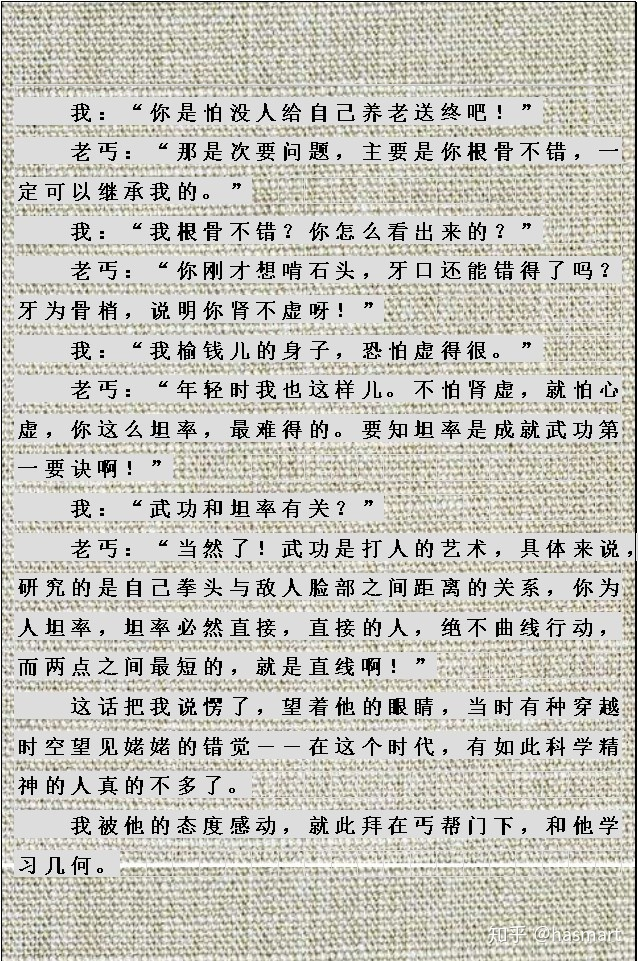 我：“你是怕没人给自己养老送终吧！”
老丐：“那是次要问题，主要是你根骨不错，一
定可以继承我的。”
我：“我根骨不错？你怎么看出来的？”
老丐：“你刚才想啃石头，牙口还能错得了吗？
牙为骨梢，说明你肾不虚呀！”
我：“我榆钱儿的身子，恐怕虚得很。”
老丐：“年轻时我也这样儿。不怕肾虚，就怕心
虚，你这么坦率，最难得的。要知坦率是成就武功第
一要诀啊！”
我：“武功和坦率有关？”
老丐：“当然了！武功是打人的艺术，具体来说，
研究的是自己拳头与敌人脸部之间距离的关系，你为
人坦率，坦率必然直接，直接的人，绝不曲线行动，
而两点之间最短的，就是直线啊！”
这话把我说愣了，望着他的眼睛，当时有种穿越
时空望见姥姥的错觉——在这个时代，有如此科学精
神的人真的不多了。
我被他的态度感动，就此拜在丐帮门下，和他学
习几何。
知乎 @hasmart